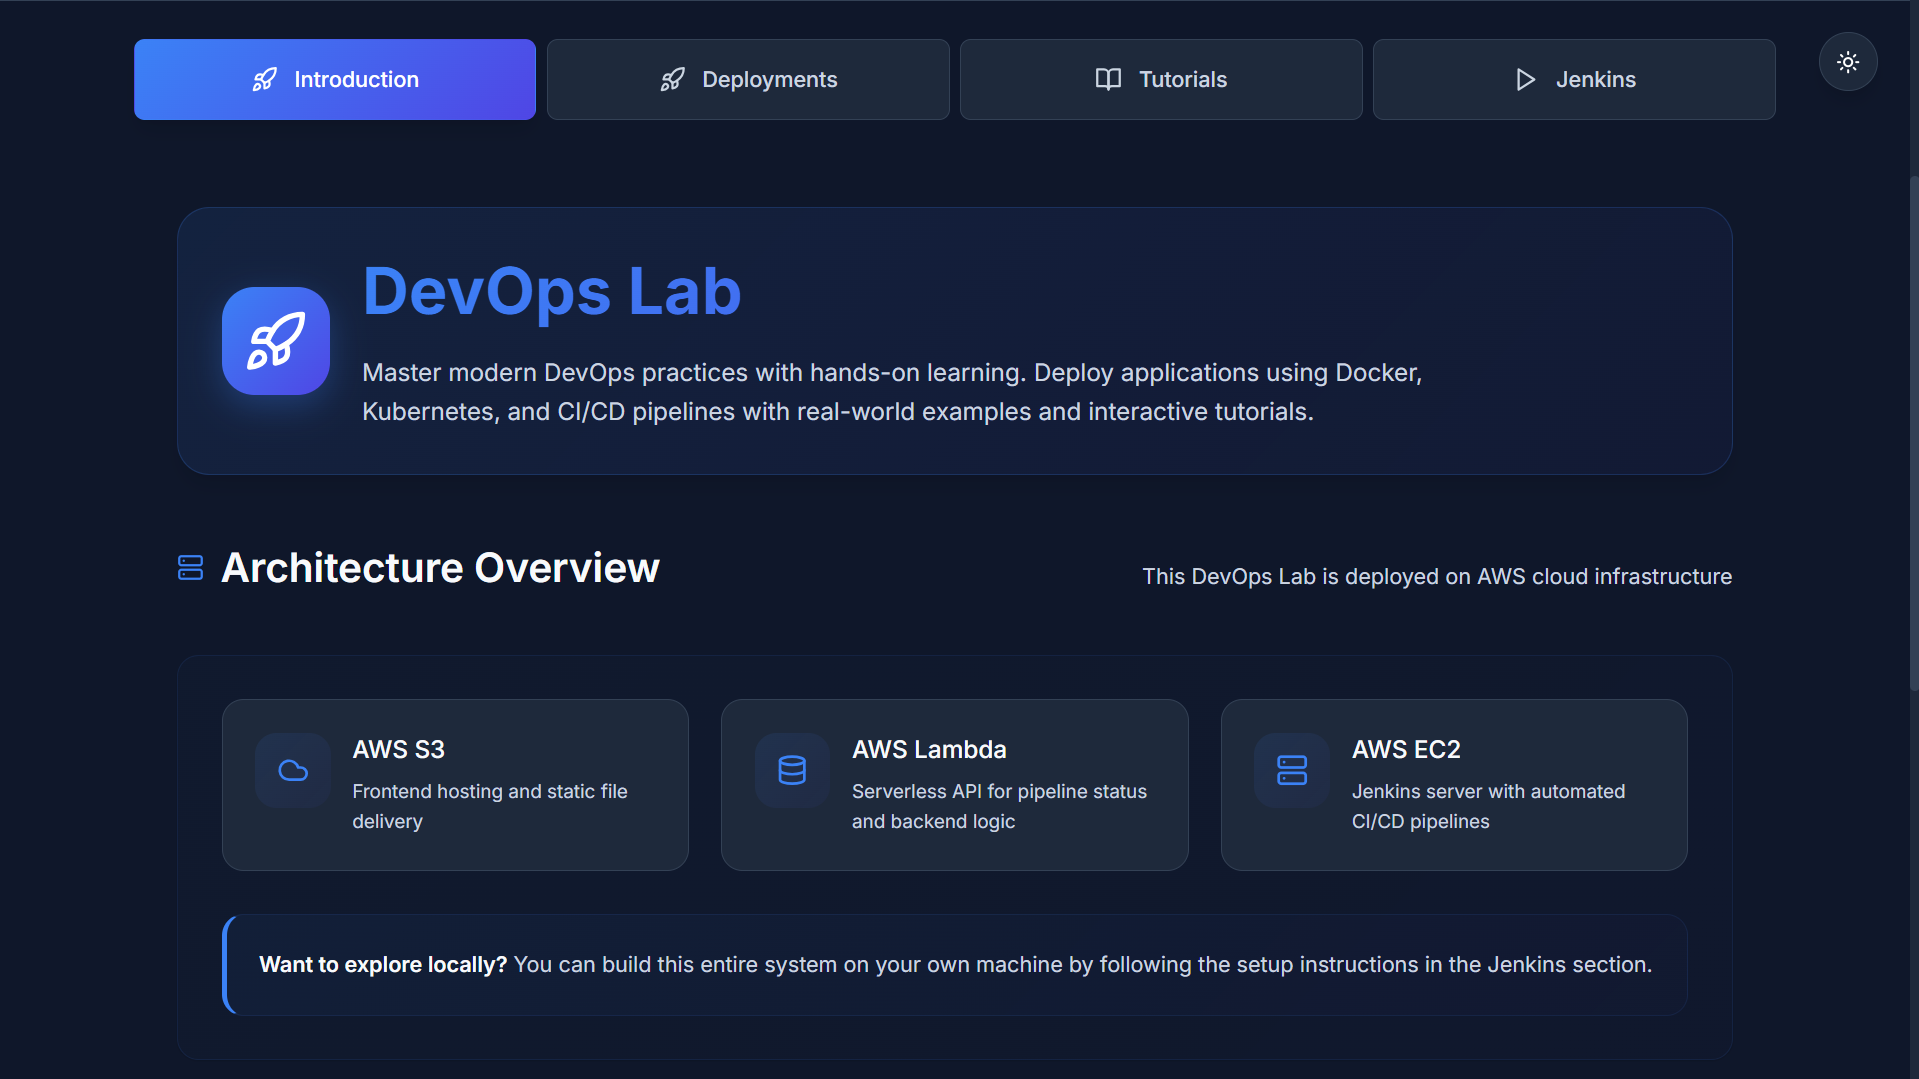 Introduction
Deployments
Tutorials
Jenkins
DevOps Lab
Master modern DevOps practices with hands-on learning. Deploy applications using Docker,
Kubernetes, and CI/CD pipelines with real-world examples and interactive tutorials.
Architecture Overview
This DevOps Lab is deployed on AWS cloud infrastructure
AWS S3
Frontend hosting and static file
delivery
AWS Lambda
Serverless API for pipeline status
and backend logic
AWS EC2
Jenkins server with automated
CI/CD pipelines
Want to explore locally? You can build this entire system on your own machine by following the setup instructions in the Jenkins section.